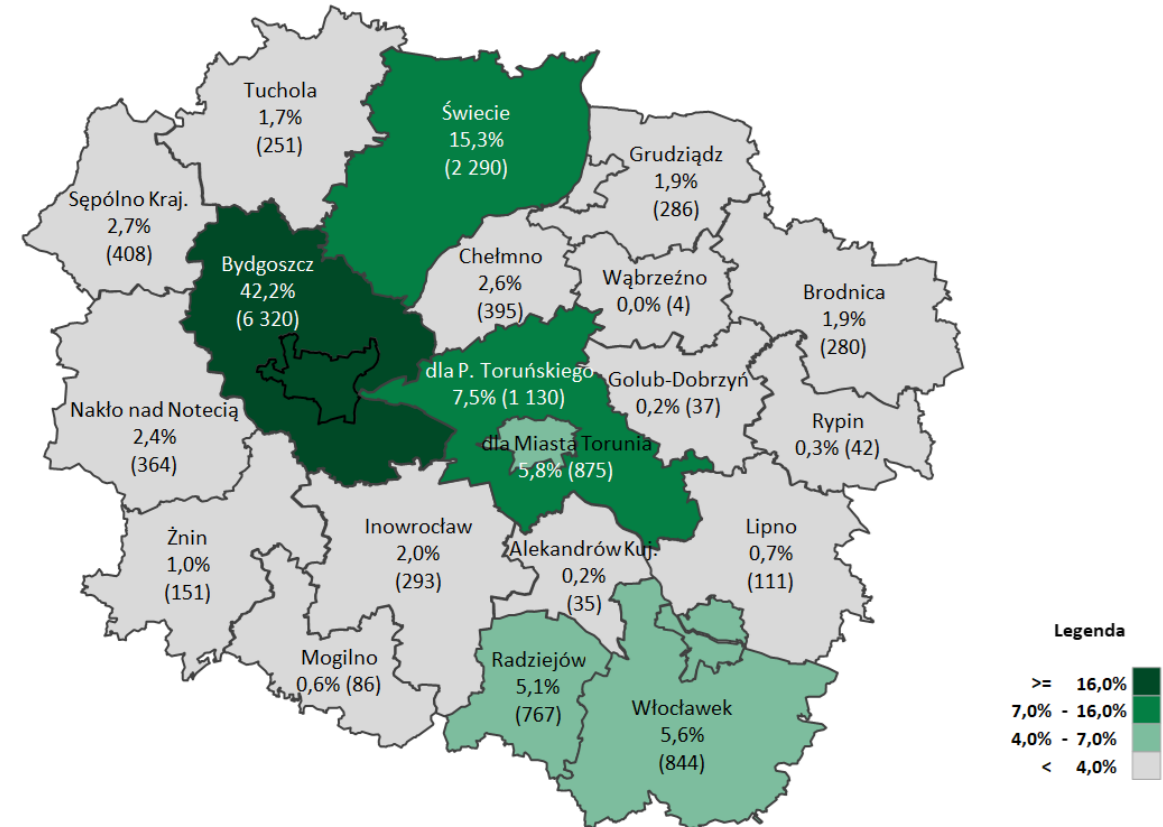 Tuchola
1,7%
(251)
Świecie
15,3%
(2 290)
Grudziądz
1,9%
(286)
Sępólno Kraj.
2,7%
(408)
Bydgoszcz
42,2%
(6 320)
Chełmno
2,6%
(395)
Wąbrzeźno
0,0% (4)
Brodnica
1,9%
(280)
dla P. Toruńskiego
7,5% (1 130)
Golub-Dobrzyń
0,2% (37)
Nakło nad Notecią
2,4%
(364)
Rypin
0,3% (42)
dla Miasta Torunia
5,8% (875)
Żnin
1,0%
(151)
Inowrocław
2,0%
(293)
Alekandrów Kuj.
0,2%
(35)
Lipno
0,7%
(111)
Mogilno
0,6% (86)
Radziejów
5,1%
(767)
Włocławek
5,6%
(844)
Legenda
>= 16,0%
7,0% - 16,0%
4,0% - 7,0%
< 4,0%